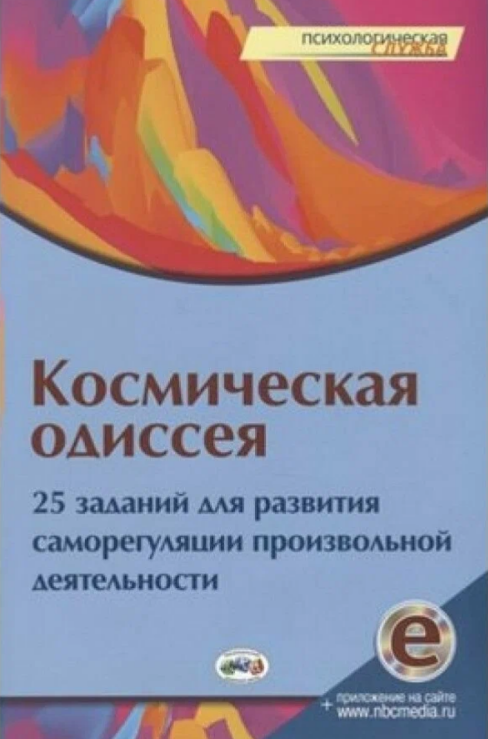 ПСИХОЛОГИЧЕСКАЯ
СЛУЖБА
Космическая
одиссея
25 заданий для развития
саморегуляции произвольной
деятельности
е
+ приложение на сайте
www.nbcmedia.ru